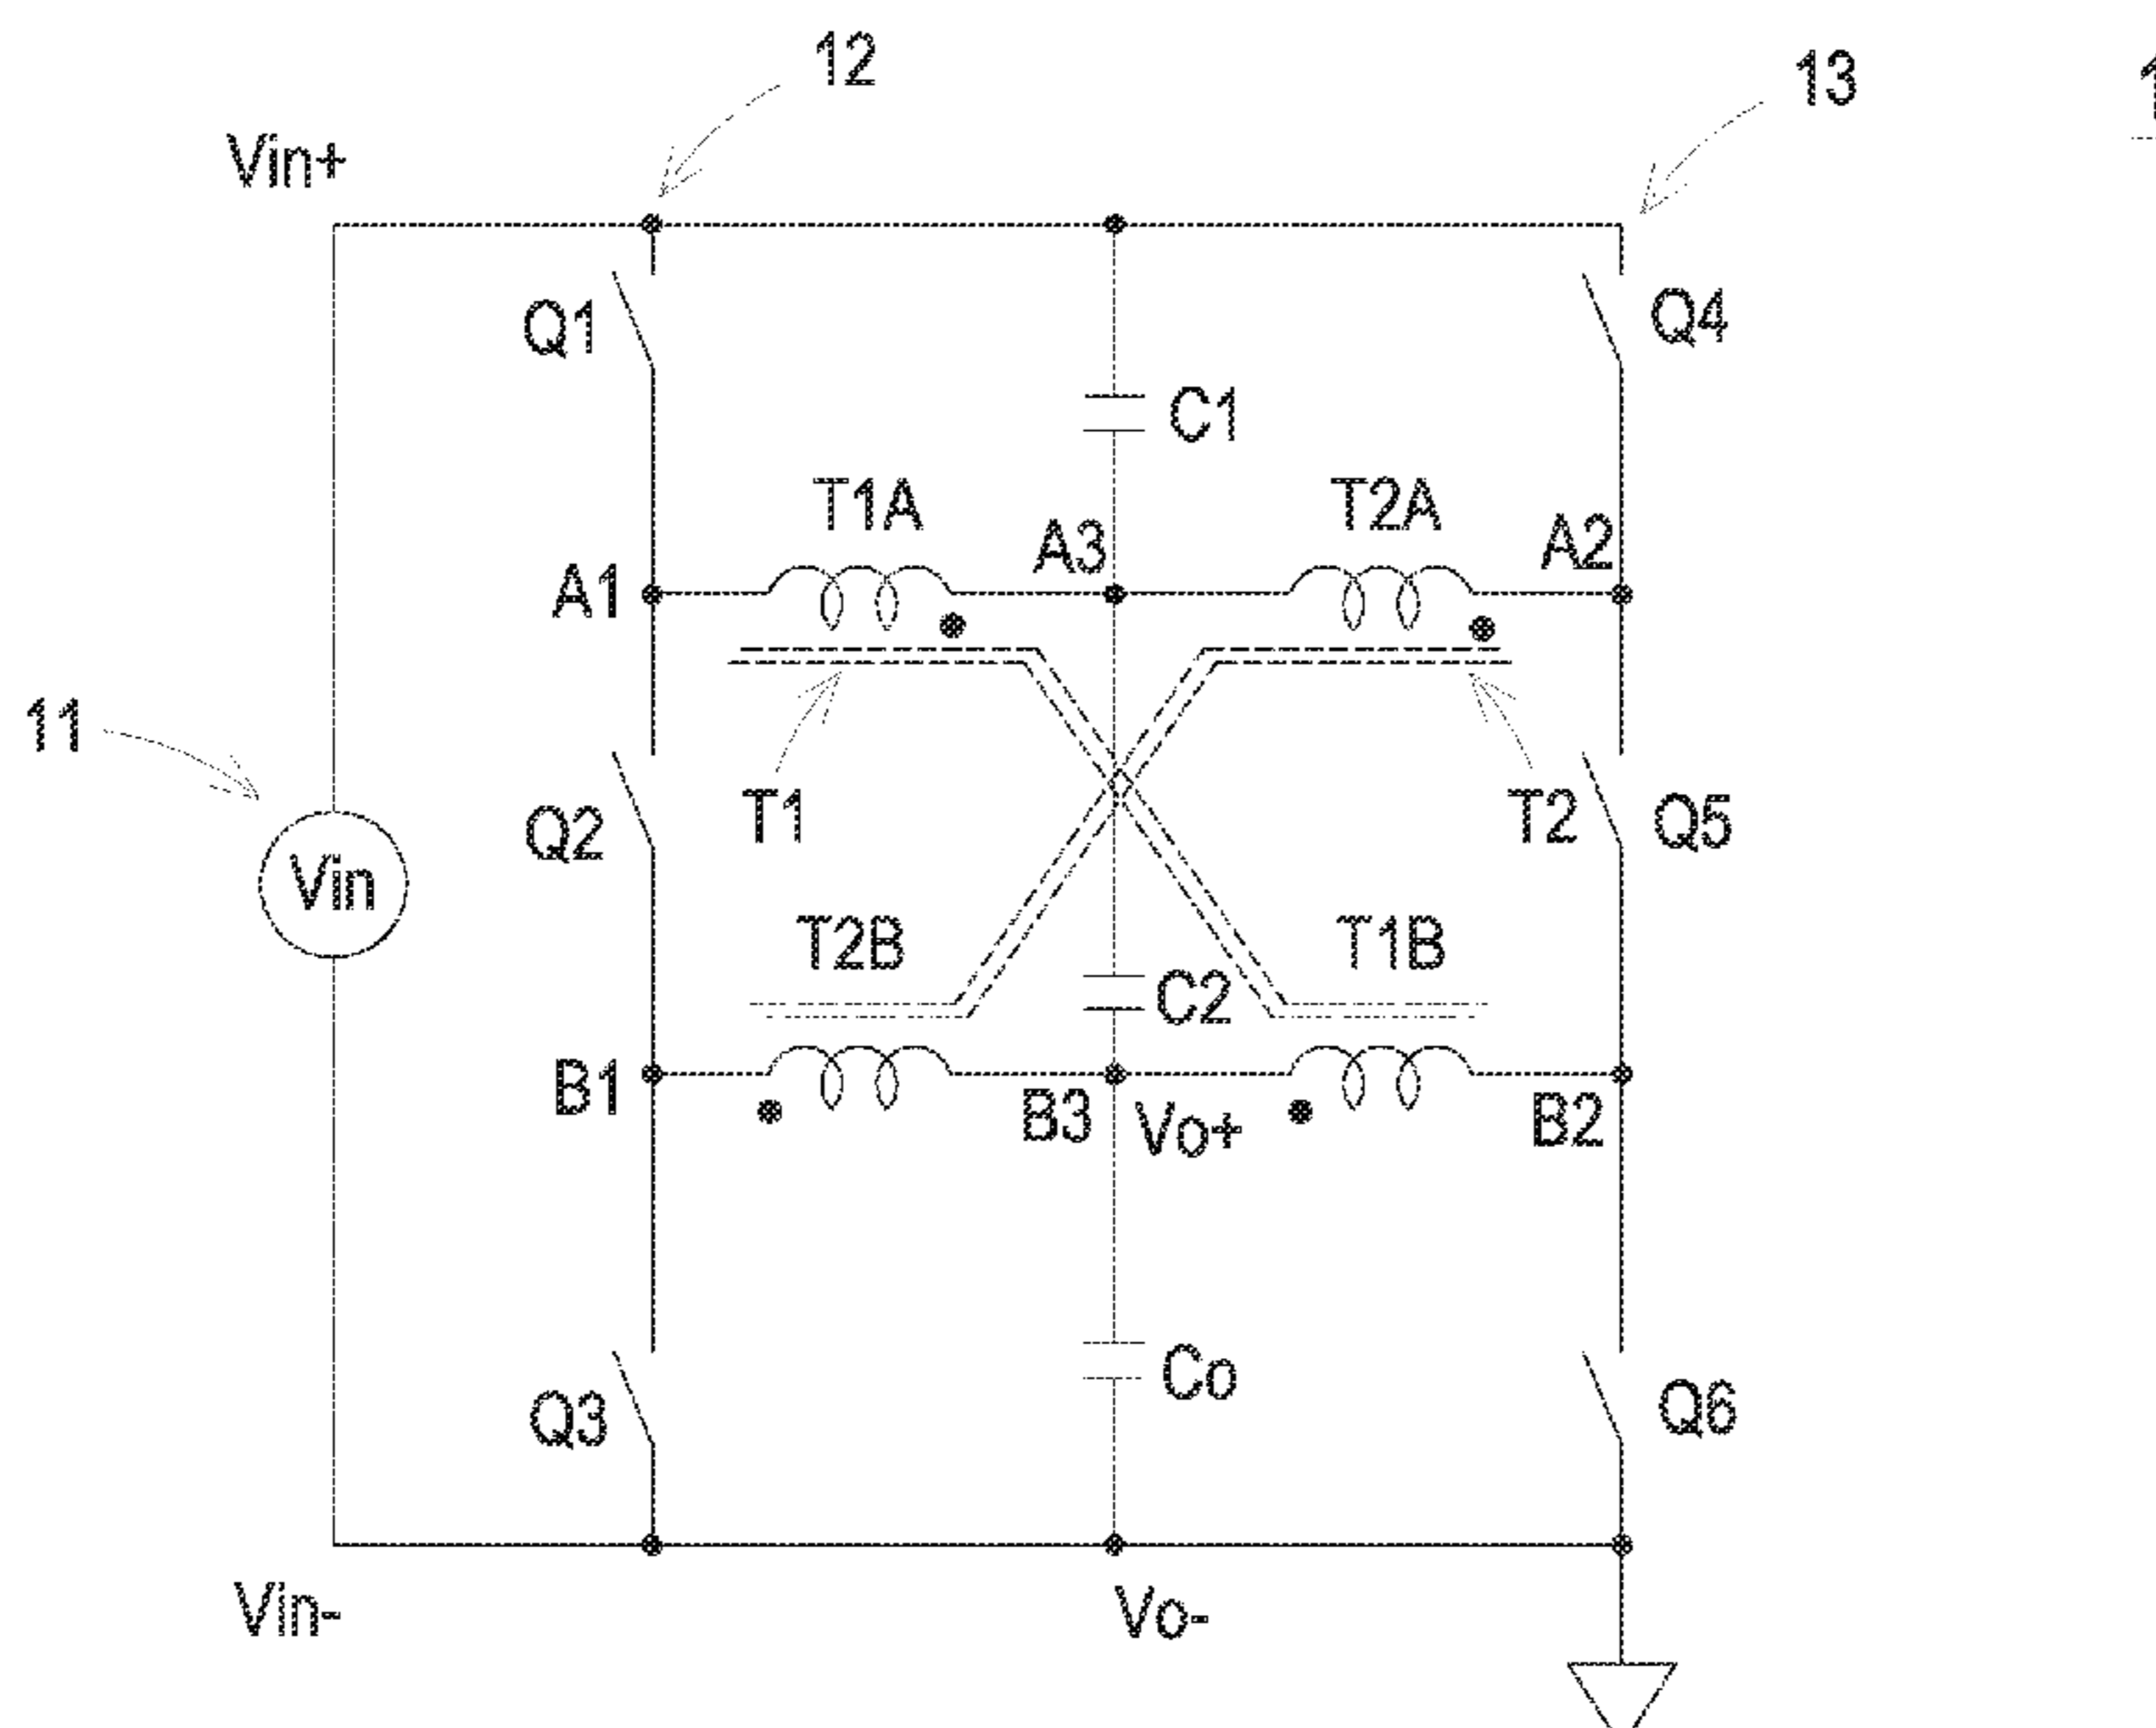 12
13
1
Vin+
Q1
Q4
C1
T1A
A3
T2A
A2
A1
11
T1
T2
Q2
Q5
Vin
T2B
T1B
C2
B1
B3
Vo+
B2
Co
Q3
Q6
Vin-
Vo-